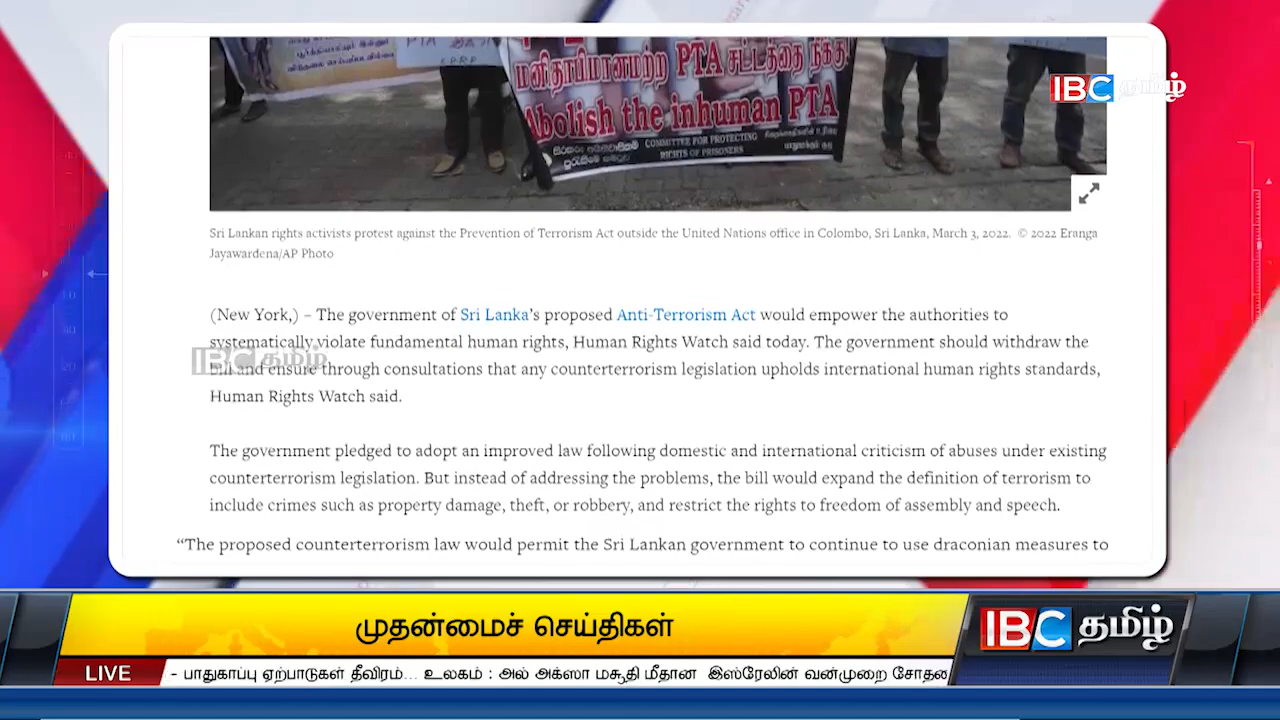 PTA
மனிதாபிமானமற்ற PTA சட்டத்தை நீக்கு!
Abolish the inhuman PTA
COMMITTEE FOR PROTECTING
RIGHTS OF PRISONERS
IBC தமிழ்
Sri Lankan rights activists protest against the Prevention of Terrorism Act outside the United Nations office in Colombo, Sri Lanka, March 3, 2022. © 2022 Eranga
Jayawardena/AP Photo
(New York,) – The government of Sri Lanka's proposed Anti-Terrorism Act would empower the authorities to
systematically violate fundamental human rights, Human Rights Watch said today. The government should withdraw the
bill and ensure through consultations that any counterterrorism legislation upholds international human rights standards,
Human Rights Watch said.
IBC தமிழ்
The government pledged to adopt an improved law following domestic and international criticism of abuses under existing
counterterrorism legislation. But instead of addressing the problems, the bill would expand the definition of terrorism to
include crimes such as property damage, theft, or robbery, and restrict the rights to freedom of assembly and speech.
“The proposed counterterrorism law would permit the Sri Lankan government to continue to use draconian measures to
முதன்மைச் செய்திகள்
IBC தமிழ்
LIVE
- பாதுகாப்பு ஏற்பாடுகள் தீவிரம்... உலகம் : அல் அக்ஸா மசூதி மீதான இஸ்ரேலின் வன்முறை சோத